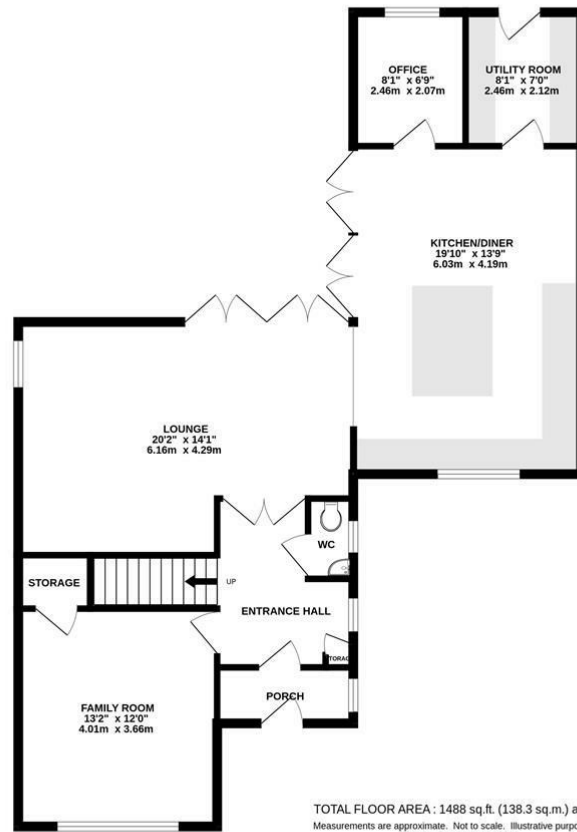 OFFICE
8'1" x 6'9"
2.46m x 2.07m
UTILITY ROOM
8'1" x 7'0"
2.46m x 2.12m
KITCHEN/DINER
19'10" x 13'9"
6.03m x 4.19m
LOUNGE
20'2" x 14'1"
6.16m x 4.29m
WC
STORAGE
UP
ENTRANCE HALL
PORCH
FAMILY ROOM
13'2" x 12'0"
4.01m x 3.66m
TOTAL FLOOR AREA : 1488 sq.ft. (138.3 sq.m.)
Measurements are approximate. Not to scale. Illustrative